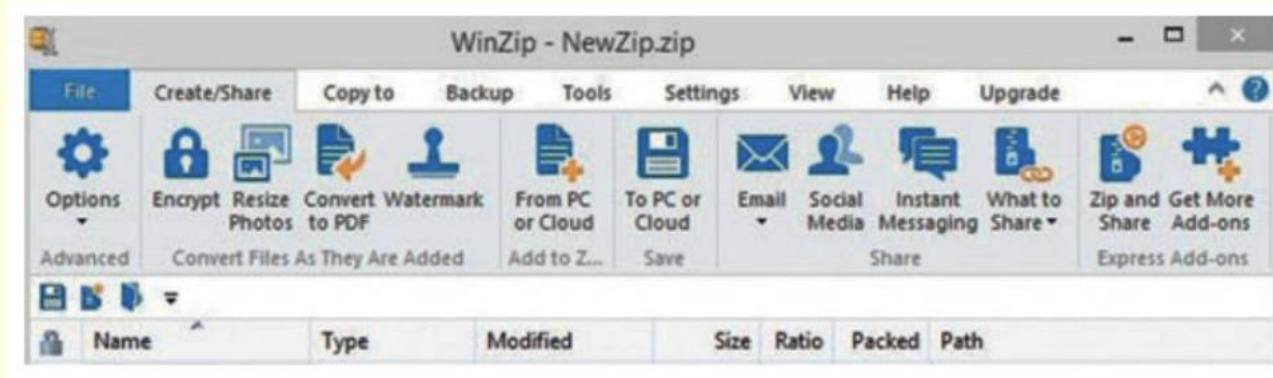 WinZip - NewZip.zip
File Create/Share Copy to Backup Tools Settings View Help Upgrade
Options Encrypt Resize Photos Convert to PDF Watermark From PC or Cloud To PC or Cloud Email Social Media Instant Messaging What to Share Zip and Share Get More Add-ons
Advanced Convert Files As They Are Added Add to Z... Save Share Express Add-ons
Name Type Modified Size Ratio Packed Path